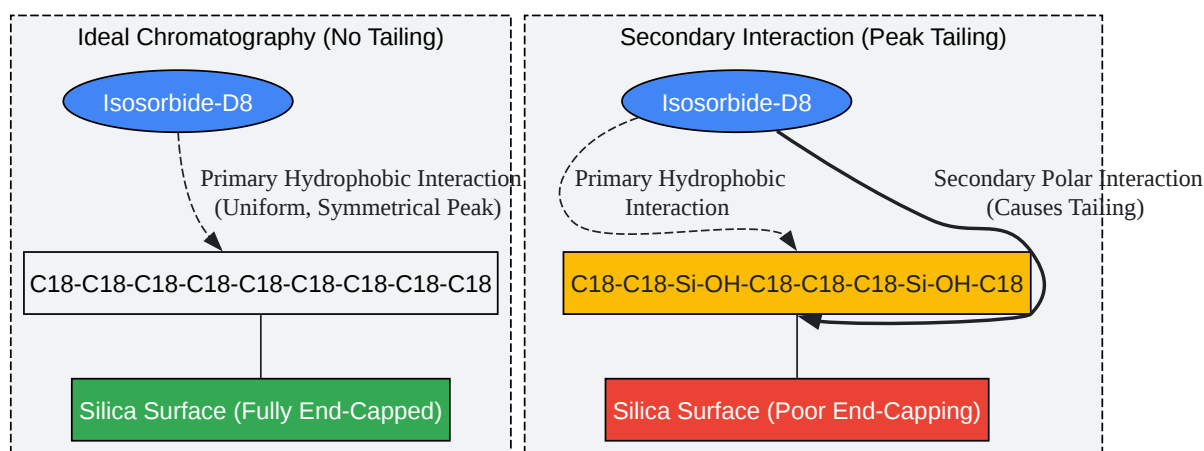 Ideal Chromatography (No Tailing)
Isosorbide-D8
Primary Hydrophobic Interaction
(Uniform, Symmetrical Peak)
C18-C18-C18-C18-C18-C18-C18-C18-C18
Silica Surface (Fully End-Capped)
Secondary Interaction (Peak Tailing)
Isosorbide-D8
Primary Hydrophobic
Interaction
Secondary Polar Interaction
(Causes Tailing)
C18-C18-Si-OH-C18-C18-C18-Si-OH-C18
Silica Surface (Poor End-Capping)